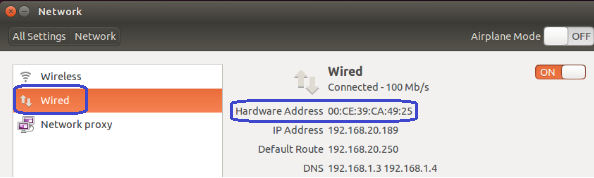 Network
All Settings Network Airplane Mode OFF
Wireless
Wired
Network proxy
Wired
Connected - 100 Mb/s
ON
Hardware Address 00:CE:39:CA:49:25
IP Address 192.168.20.189
Default Route 192.168.20.250
DNS 192.168.1.3 192.168.1.4